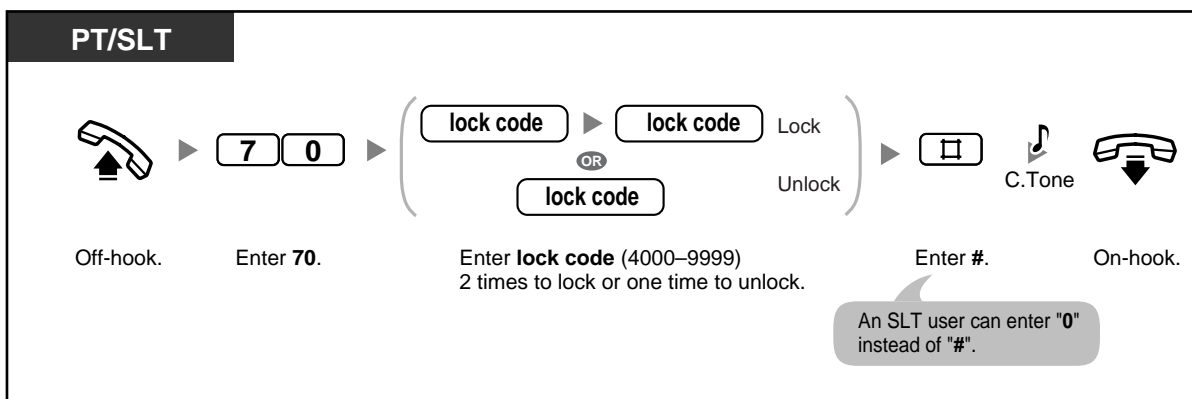 PT/SLT
7 0
lock code lock code Lock
OR
lock code Unlock
#
C.Tone
Off-hook.
Enter 70.
Enter lock code (4000–9999)
2 times to lock or one time to unlock.
Enter #.
On-hook.
An SLT user can enter "0"
instead of "#".